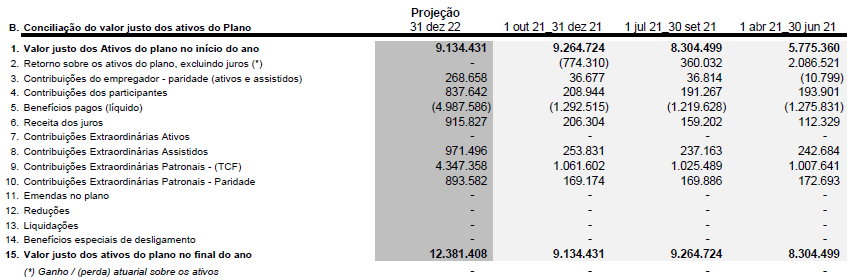 Projeção
B. Conciliação do valor justo dos ativos do Plano 31 dez 22 1 out 21_31 dez 21 1 jul 21_30 set 21 1 abr 21_30 jun 21
1. Valor justo dos Ativos do plano no início do ano 9.134.431 9.264.724 8.304.499 5.775.360
2. Retorno sobre os ativos do plano, excluindo juros (*) - (774.310) 360.032 2.086.521
3. Contribuições do empregador - paridade (ativos e assistidos) 268.658 36.677 36.814 (10.799)
4. Contribuições dos participantes 837.642 208.944 191.267 193.901
5. Benefícios pagos (líquido) (4.987.586) (1.292.515) (1.219.628) (1.275.831)
6. Receita dos juros 915.827 206.304 159.202 112.329
7. Contribuições Extraordinárias Ativos - - - -
8. Contribuições Extraordinárias Assistidos 971.496 253.831 237.163 242.684
9. Contribuições Extraordinárias Patronais - (TCF) 4.347.358 1.061.602 1.025.489 1.007.641
10. Contribuições Extraordinárias Patronais - Paridade 893.582 169.174 169.886 172.693
11. Emendas no plano - - - -
12. Reduções - - - -
13. Liquidações - - - -
14. Benefícios especiais de desligamento - - - -
15. Valor justo dos ativos do plano no final do ano 12.381.408 9.134.431 9.264.724 8.304.499
(*) Ganho / (perda) atuarial sobre os ativos - - - -